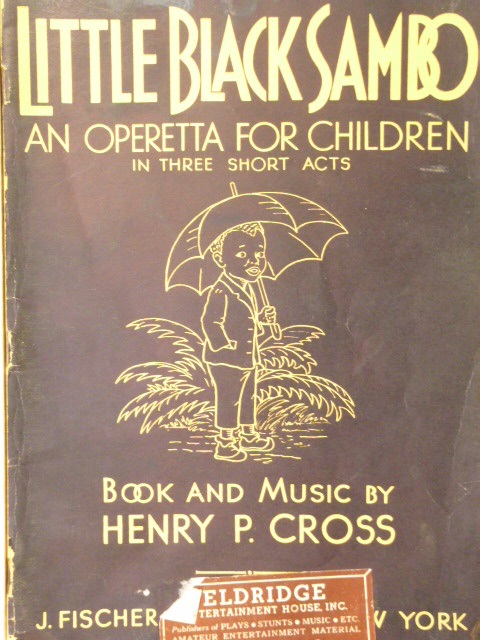 LITTLE BLACK SAMBO
AN OPERETTA FOR CHILDREN
IN THREE SHORT ACTS
BOOK AND MUSIC BY
HENRY P. CROSS
ELDRIDGE
TERTAINMENT HOUSE, INC.
J. FISCHER W YORK
Publishers of PLAYS • STUNTS • MUSIC • ETC.
AMATEUR ENTERTAINMENT MATERIAL